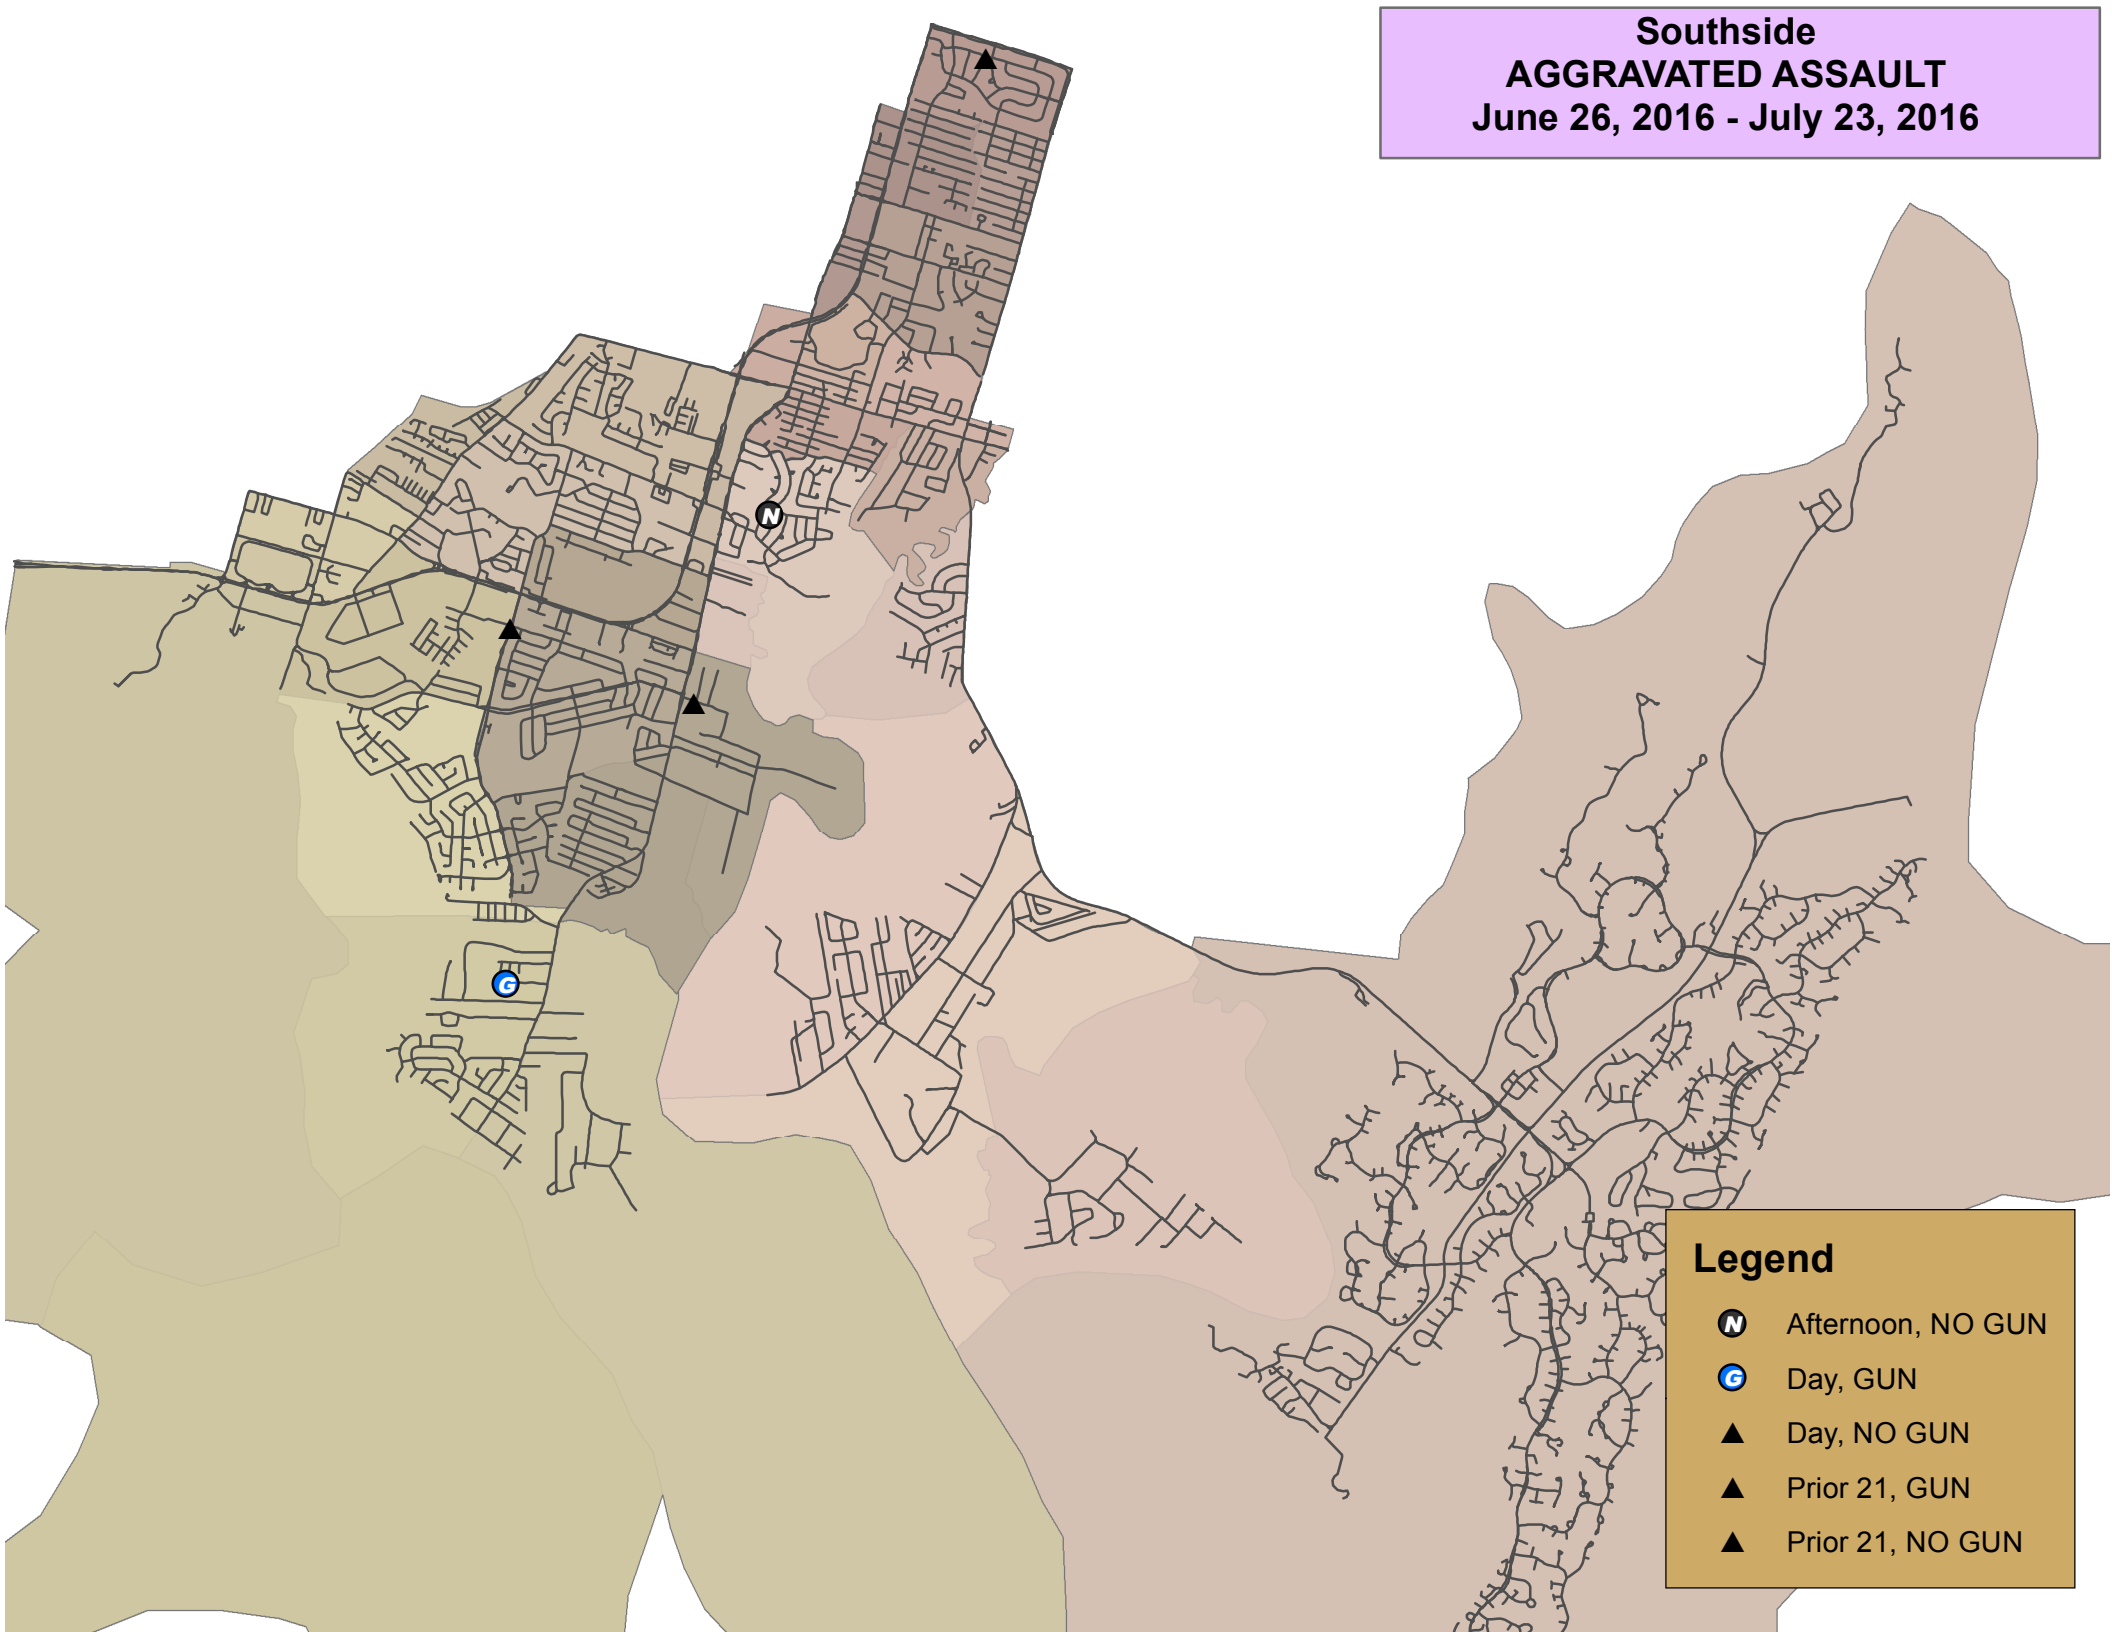 Southside
AGGRAVATED ASSAULT
June 26, 2016 - July 23, 2016
N
G
Legend
N Afternoon, NO GUN
G Day, GUN
Day, NO GUN
Prior 21, GUN
Prior 21, NO GUN